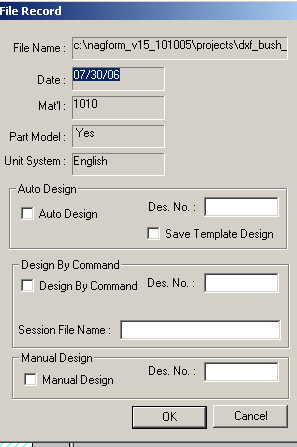 File Record
File Name : c:\nagform_v15_101005\projects\dxf_bush_
Date : 07/30/06
Mat'l : 1010
Part Model : Yes
Unit System : English
Auto Design
Auto Design Des. No. :
Save Template Design
Design By Command
Design By Command Des. No. :
Session File Name :
Manual Design
Manual Design Des. No. :
OK Cancel